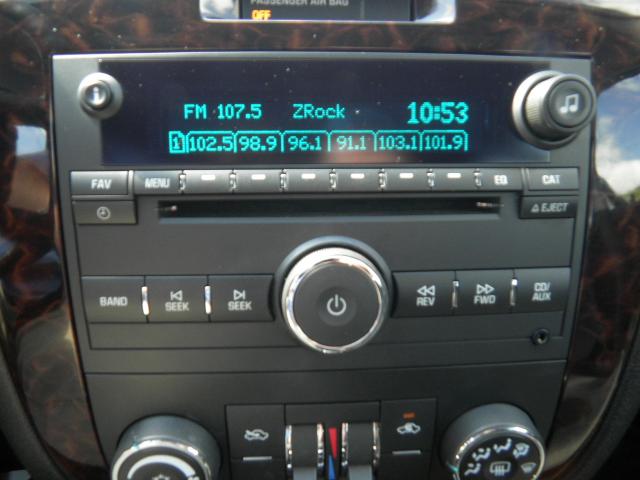 PASSENGER AIR BAG
OFF
FM 107.5 ZRock 10:53
1 102.5 98.9 96.1 91.1 103.1 101.9
FAV MENU EQ CAT
EJECT
BAND SEEK SEEK REV FWD CD/
AUX